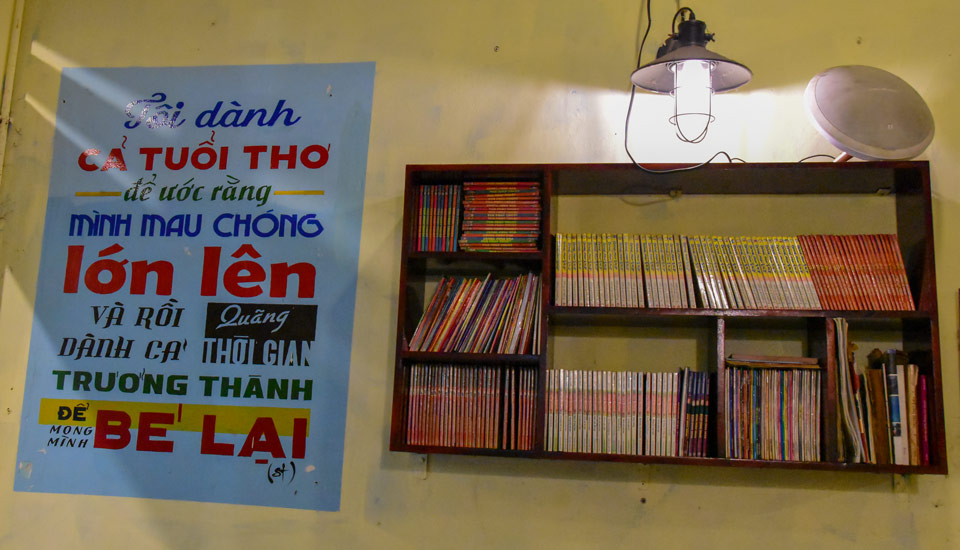 Tôi dành
CẢ TUỔI THƠ
để ước rằng
MÌNH MAU CHÓNG
lớn lên
VÀ RỒI Quãng
DÀNH CẢ THỜI GIAN
TRƯỞNG THÀNH
ĐỂ
MONG
MÌNH
BÉ LẠI
(st)